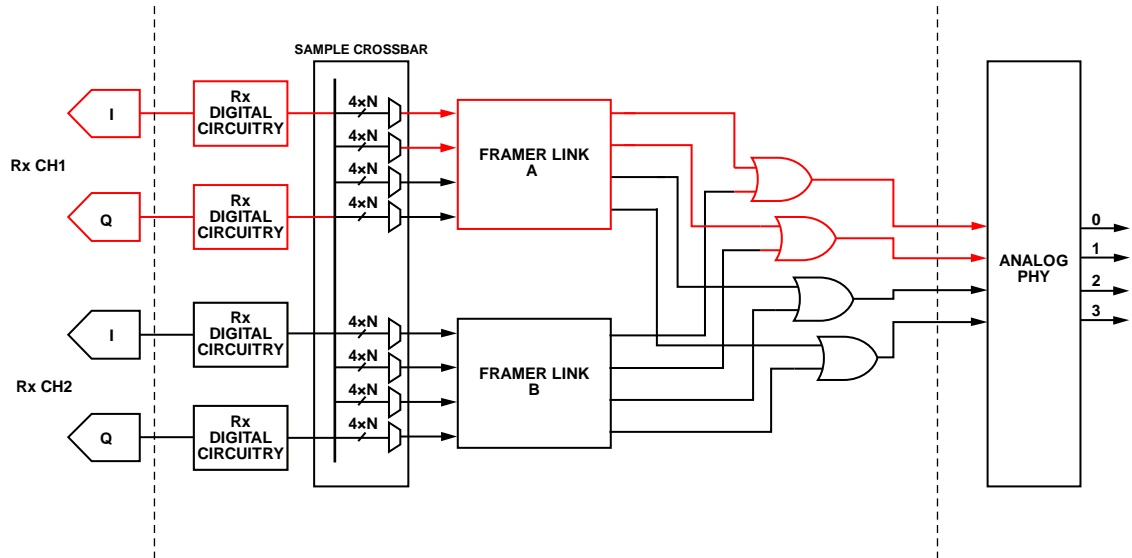 SAMPLE CROSSBAR
Rx CH1
I
Rx
DIGITAL
CIRCUITRY
4×N
4×N
4×N
4×N
Q
Rx
DIGITAL
CIRCUITRY
FRAMER LINK
A
Rx CH2
I
Rx
DIGITAL
CIRCUITRY
4×N
4×N
4×N
4×N
Q
Rx
DIGITAL
CIRCUITRY
FRAMER LINK
B
ANALOG
PHY
0
1
2
3